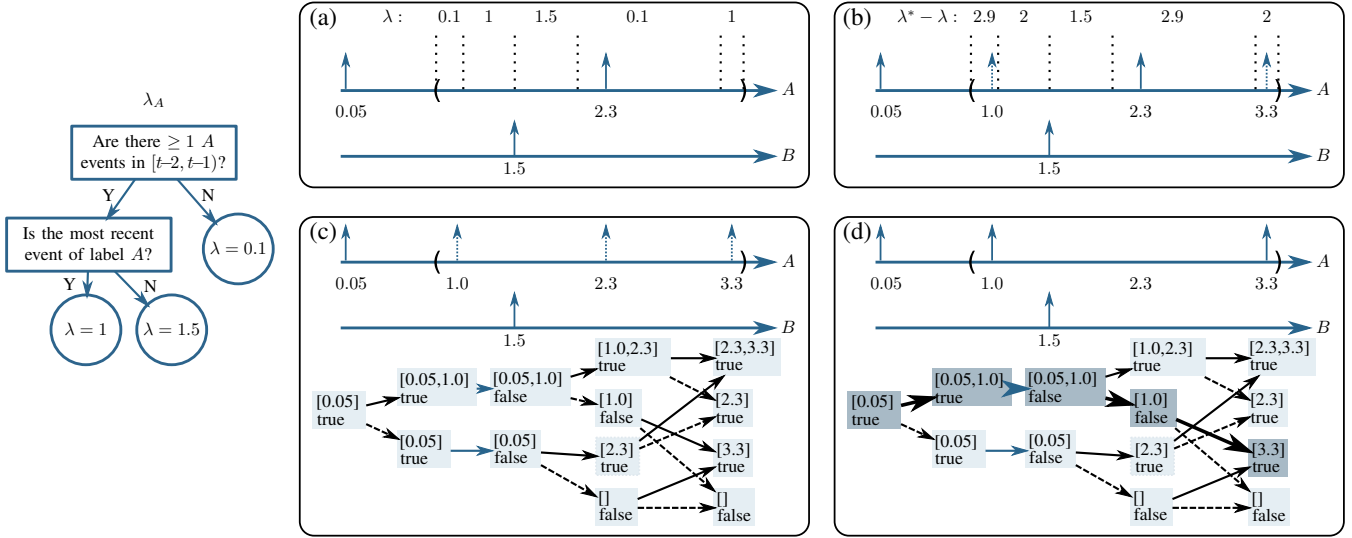 λ_A
Are there ≥ 1 A
events in [t−2, t−1)?
Y
N
Is the most recent
event of label A?
λ = 0.1
Y
N
λ = 1
λ = 1.5
(a)
λ : 0.1 1 1.5 0.1 1
( ) A
0.05 2.3
B
1.5
(b)
λ* − λ : 2.9 2 1.5 2.9 2
( ) A
0.05 1.0 2.3 3.3
B
1.5
(c)
( ) A
0.05 1.0 2.3 3.3
B
1.5
[1.0,2.3] [2.3,3.3]
true true
[0.05,1.0] [0.05,1.0]
true false
[0.05] [1.0] [2.3]
true false true
[0.05] [0.05] [2.3] [3.3]
true false true true
[] []
false false
(d)
( ) A
0.05 1.0 2.3 3.3
B
1.5
[1.0,2.3] [2.3,3.3]
true true
[0.05,1.0] [0.05,1.0]
true false
[0.05] [1.0] [2.3]
true false true
[0.05] [0.05] [2.3] [3.3]
true false true true
[] []
false false